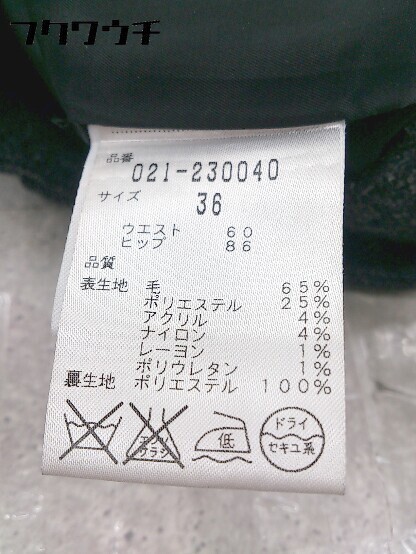 フクワウチ
品番
021-230040
サイズ 36
ウエスト 60
ヒップ 86
品質
表生地 毛 65%
ポリエステル 25%
アクリル 4%
ナイロン 4%
レーヨン 1%
ポリウレタン 1%
裏生地 ポリエステル 100%
エンソ
サラシ
低
ドライ
セキユ系